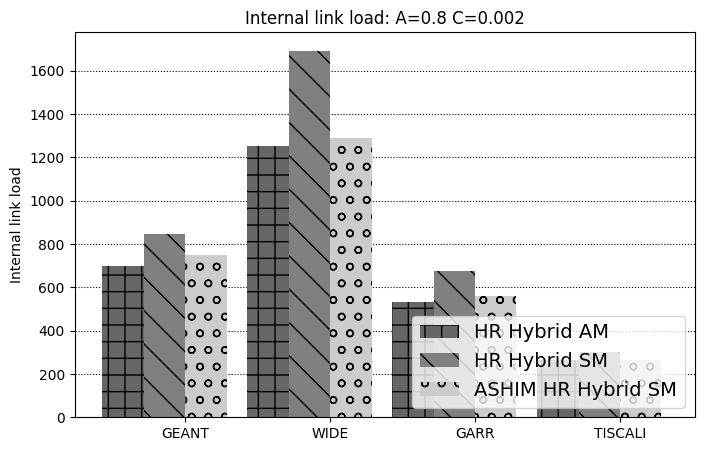 Internal link load: A=0.8 C=0.002
Internal link load
1600
1400
1200
1000
800
600
400
200
0
HR Hybrid AM
HR Hybrid SM
ASHIM HR Hybrid SM
GEANT
WIDE
GARR
TISCALI